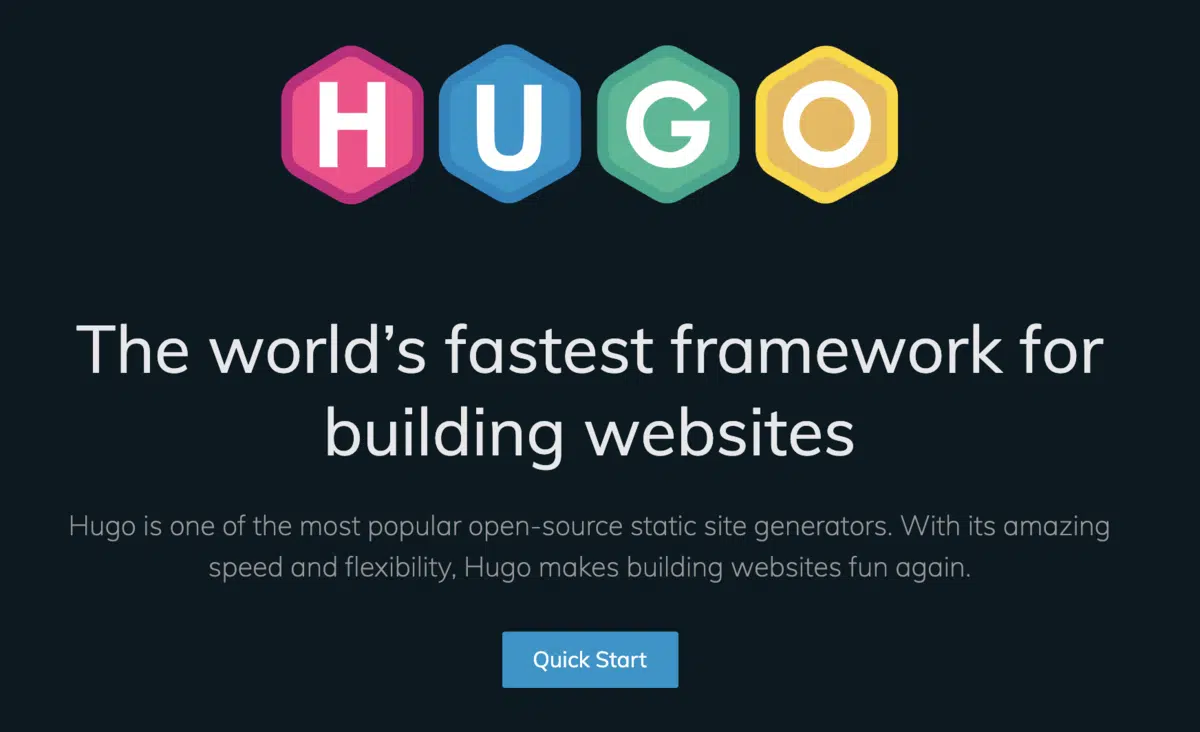 HUGO
The world’s fastest framework for
building websites
Hugo is one of the most popular open-source static site generators. With its amazing
speed and flexibility, Hugo makes building websites fun again.
Quick Start